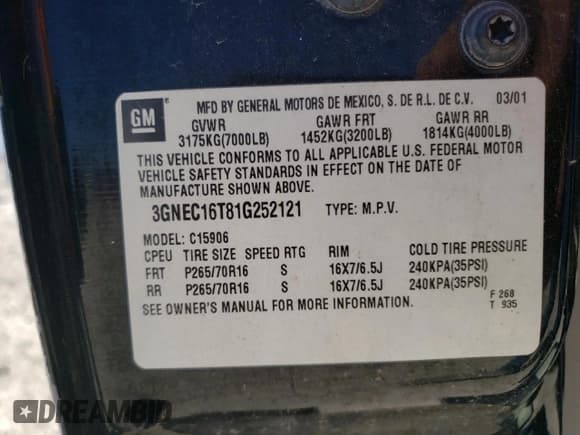 GM ® MFD BY GENERAL MOTORS DE MEXICO, S. DE R.L. DE C.V. 03/01
GVWR GAWR FRT GAWR RR
3175KG(7000LB) 1452KG(3200LB) 1814KG(4000LB)
THIS VEHICLE CONFORMS TO ALL APPLICABLE U.S. FEDERAL MOTOR
VEHICLE SAFETY STANDARDS IN EFFECT ON THE DATE OF
MANUFACTURE SHOWN ABOVE.
3GNEC16T81G252121 TYPE: M.P.V.
MODEL: C15906
CPEU TIRE SIZE SPEED RTG RIM COLD TIRE PRESSURE
FRT P265/70R16 S 16X7/6.5J 240KPA(35PSI)
RR P265/70R16 S 16X7/6.5J 240KPA(35PSI)
SEE OWNER'S MANUAL FOR MORE INFORMATION. F 268
T 935
DREAMBID